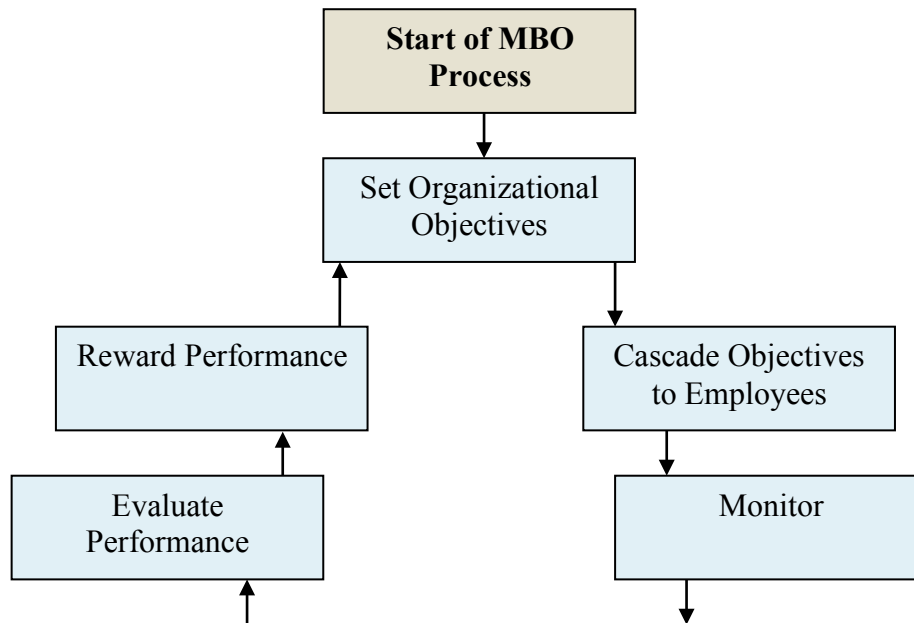 Start of MBO
Process
Set Organizational
Objectives
Reward Performance
Cascade Objectives
to Employees
Evaluate
Performance
Monitor